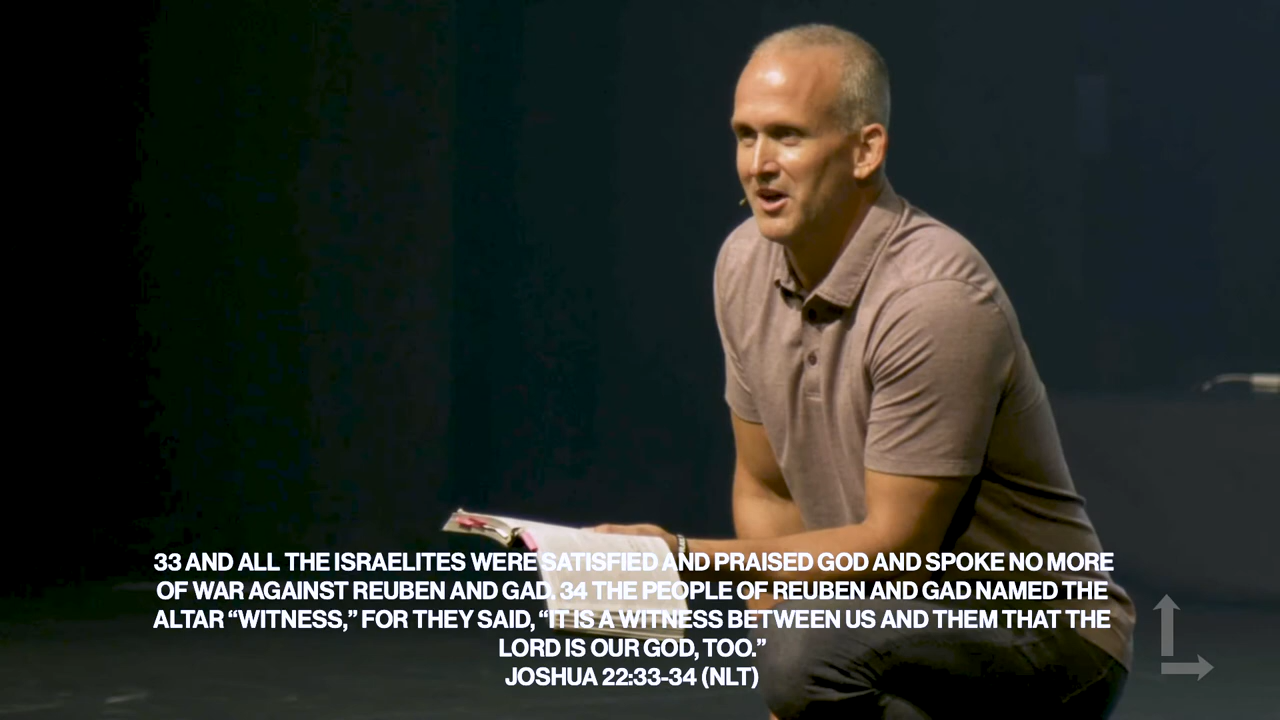 33 AND ALL THE ISRAELITES WERE SATISFIED AND PRAISED GOD AND SPOKE NO MORE
OF WAR AGAINST REUBEN AND GAD. 34 THE PEOPLE OF REUBEN AND GAD NAMED THE
ALTAR “WITNESS,” FOR THEY SAID, “IT IS A WITNESS BETWEEN US AND THEM THAT THE
LORD IS OUR GOD, TOO.”
JOSHUA 22:33-34 (NLT)